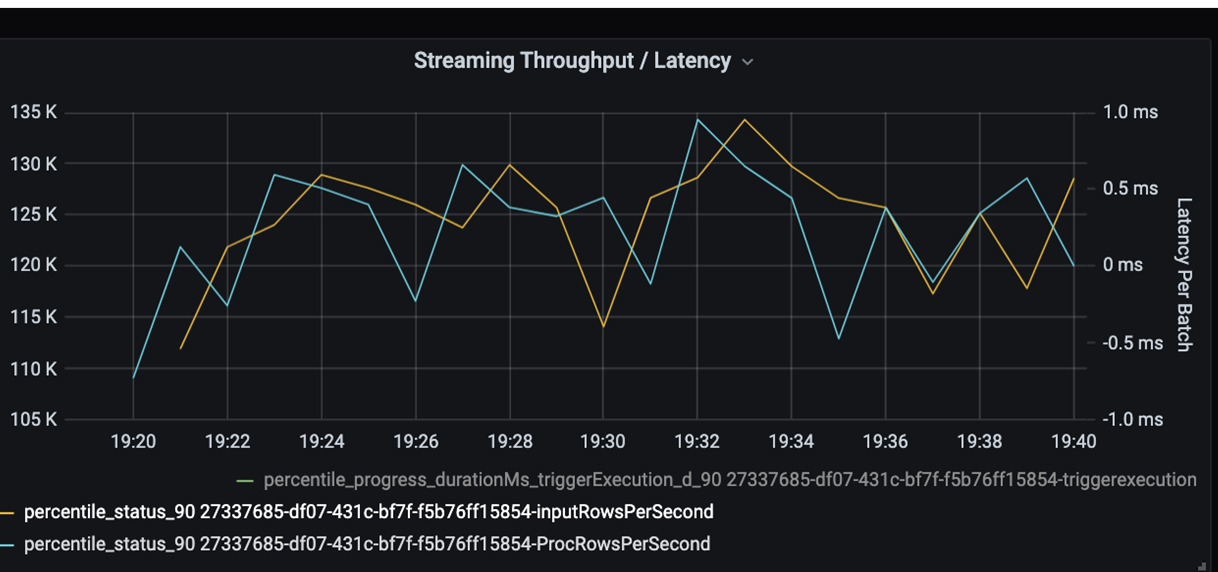 Streaming Throughput / Latency
135 K
130 K
125 K
120 K
115 K
110 K
105 K
1.0 ms
0.5 ms
0 ms
-0.5 ms
-1.0 ms
Latency Per Batch
19:20 19:22 19:24 19:26 19:28 19:30 19:32 19:34 19:36 19:38 19:40
percentile_progress_durationMs_triggerExecution_d_90 27337685-df07-431c-bf7f-f5b76ff15854-triggerexecution
percentile_status_90 27337685-df07-431c-bf7f-f5b76ff15854-inputRowsPerSecond
percentile_status_90 27337685-df07-431c-bf7f-f5b76ff15854-ProcRowsPerSecond